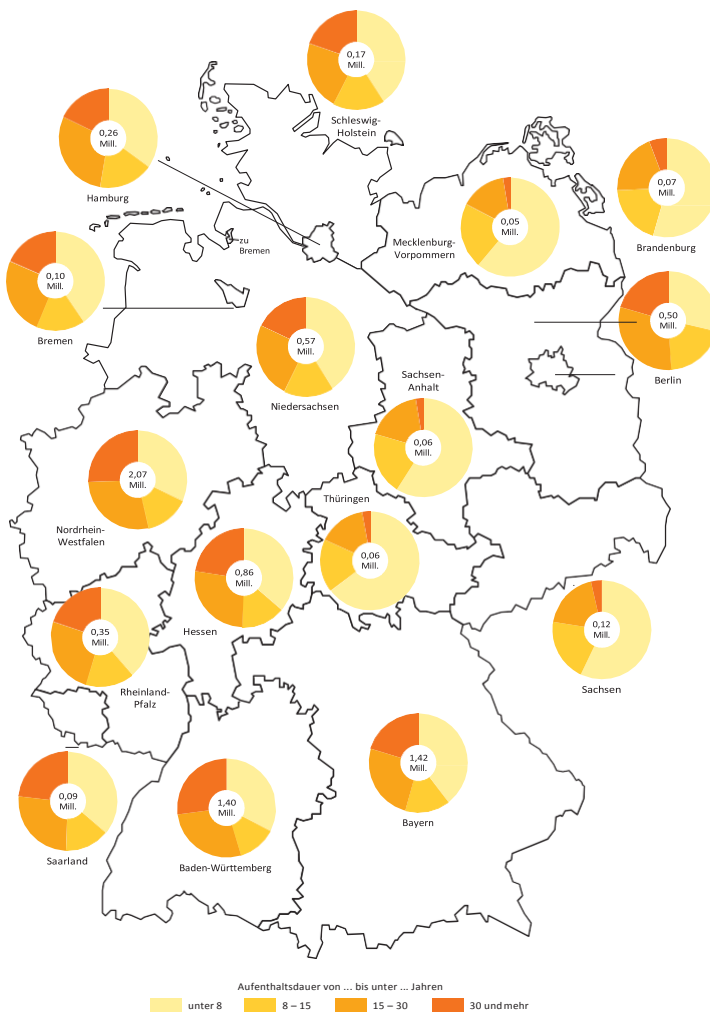 0,17
Mill.
Schleswig-
Holstein
0,26
Mill.
Hamburg
0,07
Mill.
Brandenburg
0,05
Mill.
Mecklenburg-
Vorpommern
zu
Bremen
0,10
Mill.
Bremen
0,50
Mill.
Berlin
0,57
Mill.
Niedersachsen
Sachsen-
Anhalt
0,06
Mill.
2,07
Mill.
Nordrhein-
Westfalen
Thüringen
0,06
Mill.
0,86
Mill.
Hessen
0,35
Mill.
Rheinland-
Pfalz
0,12
Mill.
Sachsen
1,42
Mill.
Bayern
0,09
Mill.
Saarland
1,40
Mill.
Baden-Württemberg
Aufenthaltsdauer von ... bis unter ... Jahren
unter 8 8 – 15 15 – 30 30 und mehr